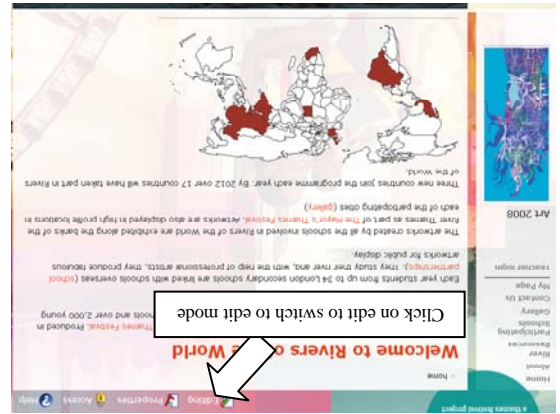 a thames festival project
Editing Properties Access Help
Home
About
River
Resources
Participating
Schools
Gallery
Contact Us
My Page
teacher login
Art 2008
home
Welcome to Rivers of the World
Click on edit to switch to edit mode
Thames Festival. Produced in
schools and over 2,000 young
Each year students from up to 34 London secondary schools are linked with schools overseas (school
partnerships). They study their river and, with the help of professional artists, they produce fabulous
artworks for public display.
The artworks created by all the schools involved in Rivers of the World are exhibited along the banks of the
River Thames as part of The Mayor's Thames Festival. Artworks are also displayed in high profile locations in
each of the participating cities (gallery)
Three new countries join the programme each year. By 2012 over 17 countries will have taken part in Rivers
of the World.